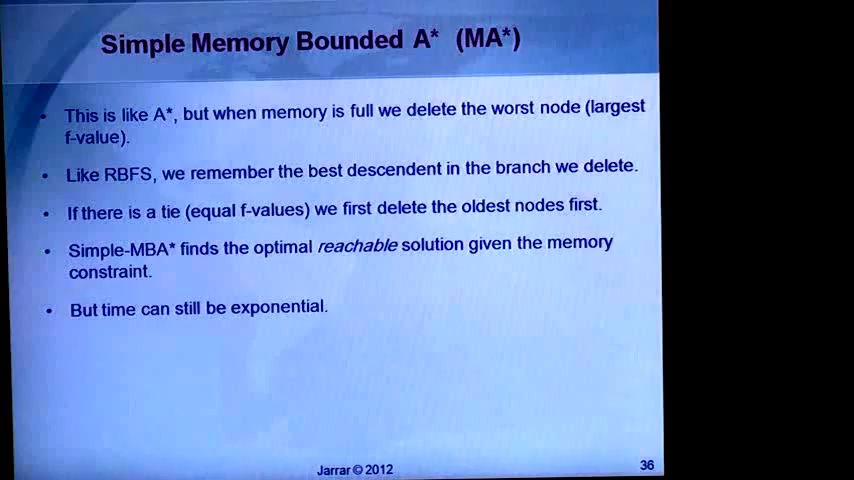 Simple Memory Bounded A* (MA*)
• This is like A*, but when memory is full we delete the worst node (largest
f-value).
• Like RBFS, we remember the best descendent in the branch we delete.
• If there is a tie (equal f-values) we first delete the oldest nodes first.
• Simple-MBA* finds the optimal reachable solution given the memory
constraint.
• But time can still be exponential.
Jarrar © 2012
36